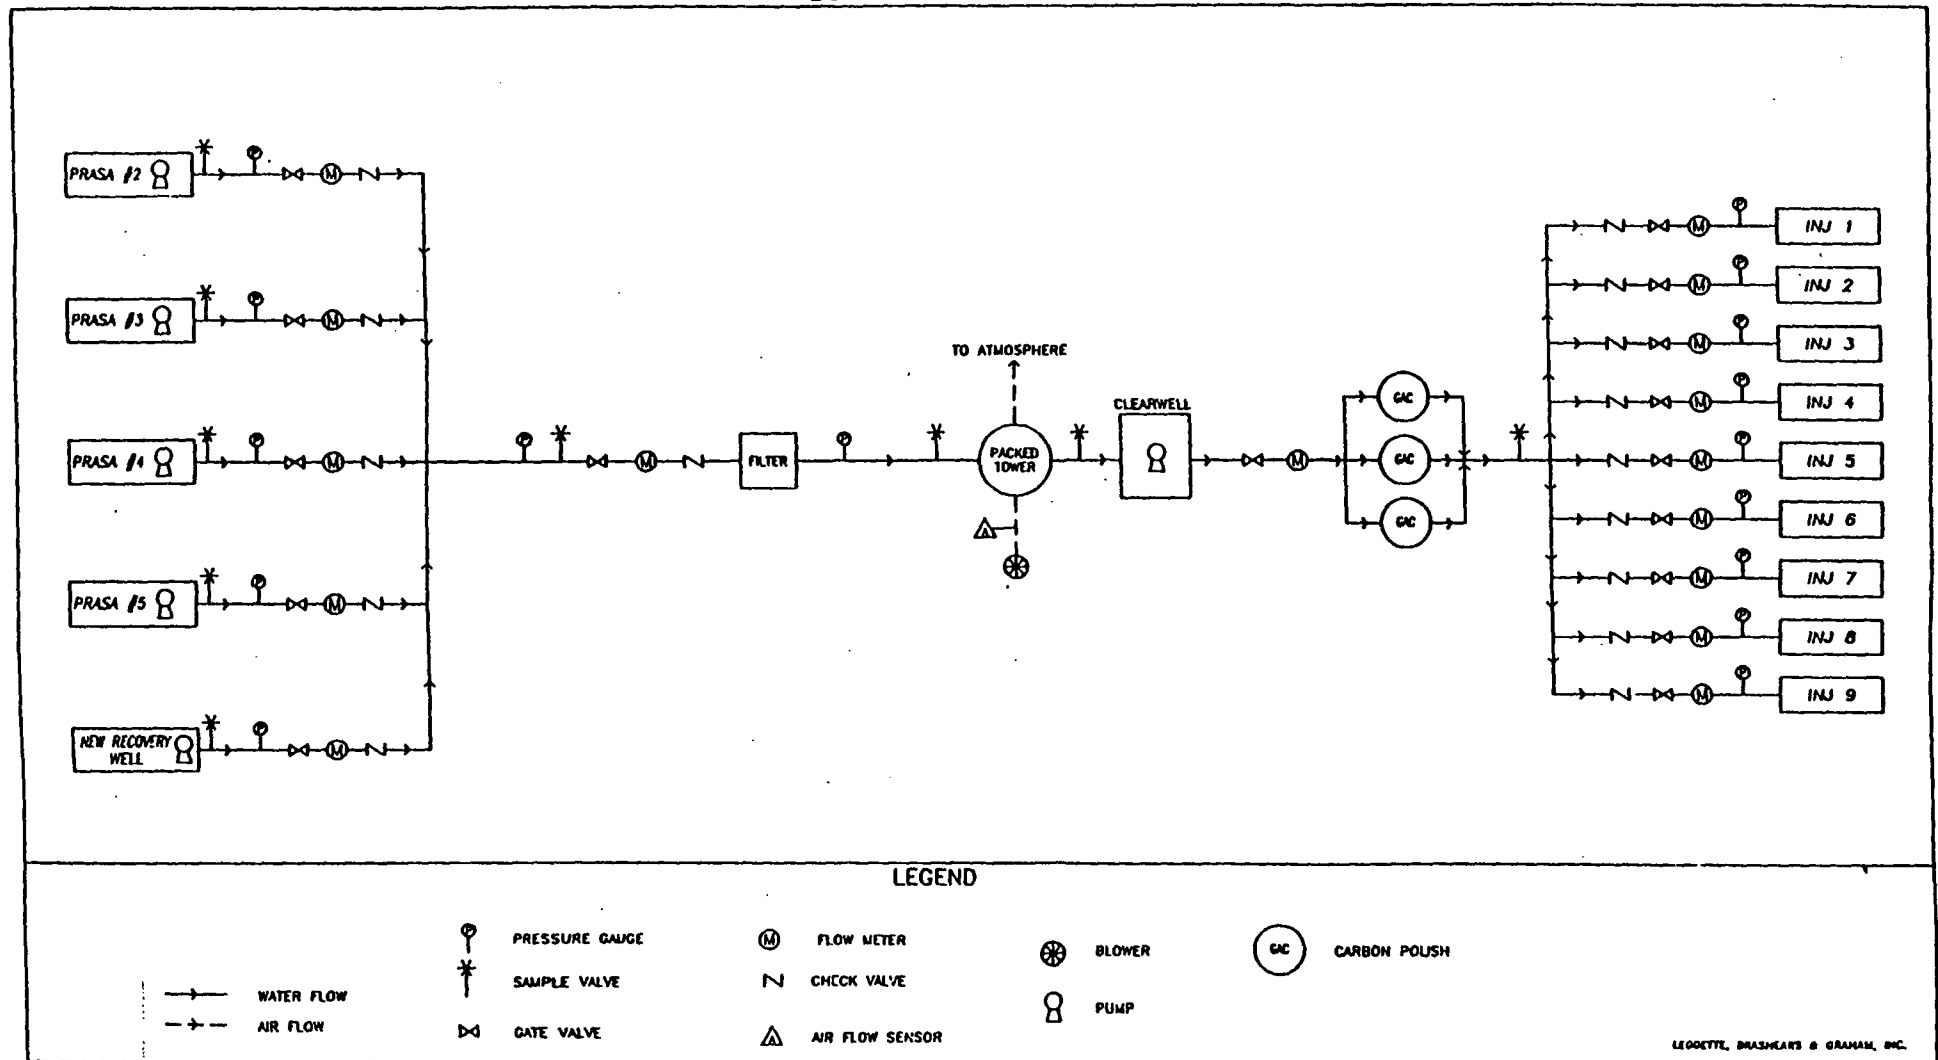 PRASA #2
PRASA #3
PRASA #4
PRASA #5
NEW RECOVERY
WELL
P
P
P
P
P
M
M
M
M
M
P
M
FILTER
P
TO ATMOSPHERE
PACKED
TOWER
A
CLEARWELL
M
GAC
GAC
GAC
M
P
INJ 1
M
P
INJ 2
M
P
INJ 3
M
P
INJ 4
M
P
INJ 5
M
P
INJ 6
M
P
INJ 7
M
P
INJ 8
M
P
INJ 9
LEGEND
WATER FLOW
AIR FLOW
P PRESSURE GAUGE
SAMPLE VALVE
GATE VALVE
M FLOW METER
CHECK VALVE
A AIR FLOW SENSOR
BLOWER
PUMP
GAC CARBON POLISH
LEGGETTE, BRASHEARS & GRAHAM, INC.